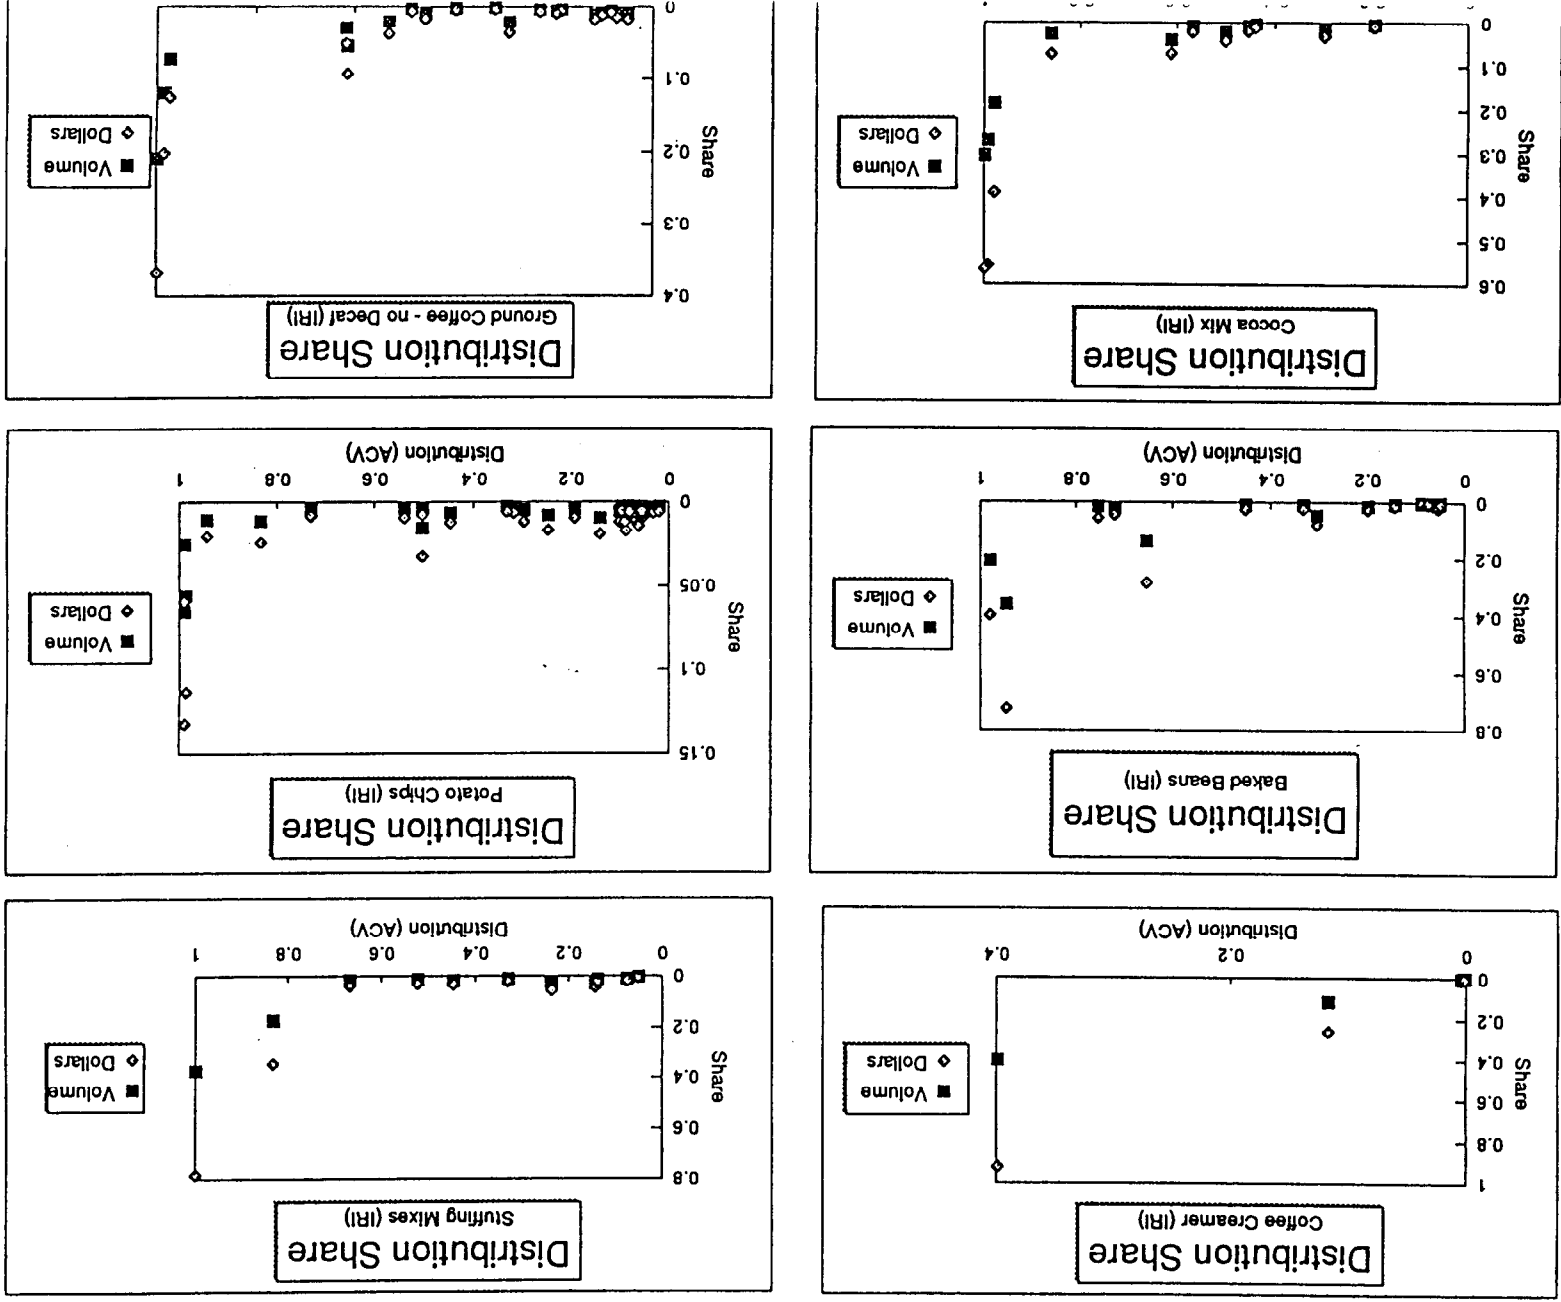 Distribution Share
Coffee Creamer (IRI)
1
0.8
0.6
0.4
0.2
0
Share
0 0.2 0.4
Distribution (ACV)
Volume
Dollars
Distribution Share
Stuffing Mixes (IRI)
0.8
0.6
0.4
0.2
0
Share
0 0.2 0.4 0.6 0.8 1
Distribution (ACV)
Volume
Dollars
Distribution Share
Baked Beans (IRI)
0.8
0.6
0.4
0.2
0
Share
0 0.2 0.4 0.6 0.8 1
Distribution (ACV)
Volume
Dollars
Distribution Share
Potato Chips (IRI)
0.15
0.1
0.05
0
Share
0 0.2 0.4 0.6 0.8 1
Distribution (ACV)
Volume
Dollars
Distribution Share
Cocoa Mix (IRI)
0.6
0.5
0.4
0.3
0.2
0.1
0
Share
Volume
Dollars
Distribution Share
Ground Coffee - no Decaf (IRI)
0.4
0.3
0.2
0.1
0
Share
Volume
Dollars